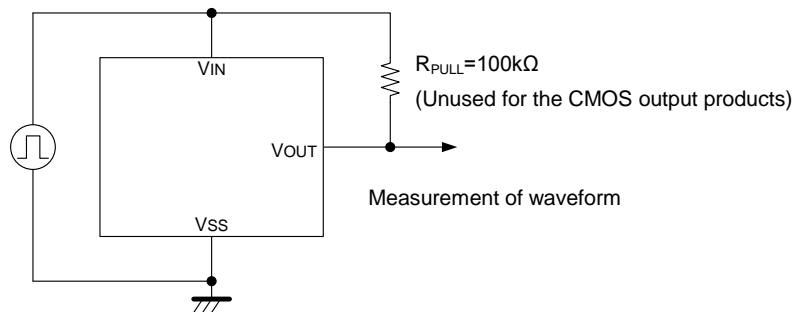 VIN
RPULL=100kΩ
(Unused for the CMOS output products)
VOUT
Measurement of waveform
VSS